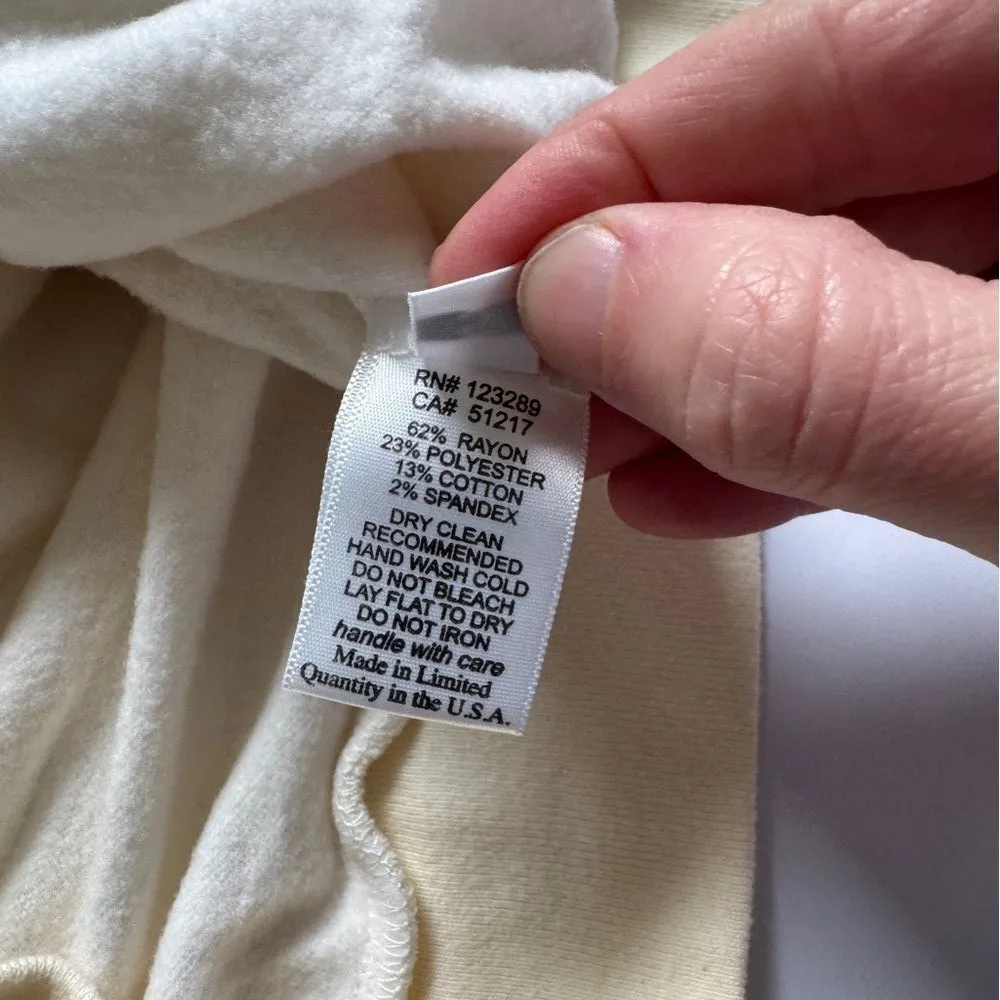 RN# 123289
CA# 51217
62% RAYON
23% POLYESTER
13% COTTON
2% SPANDEX
DRY CLEAN
RECOMMENDED
HAND WASH COLD
DO NOT BLEACH
LAY FLAT TO DRY
DO NOT IRON
handle with care
Made in Limited
Quantity in the U.S.A.